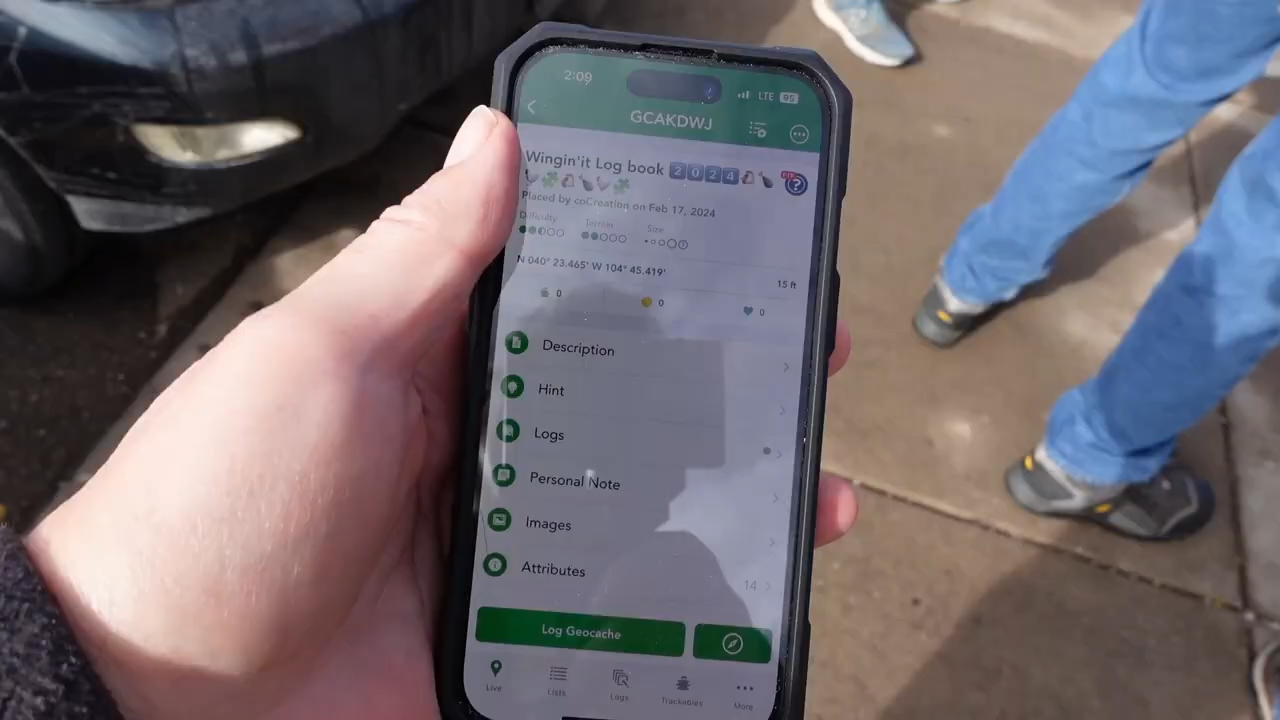 2:09 LTE 95
GCAKDWJ
Wingin'it Log book 2024
Placed by coCreation on Feb 17, 2024
Difficulty Terrain Size
N 040° 23.465' W 104° 45.419' 15 ft
0 0 0
Description
Hint
Logs
Personal Note
Images
Attributes 14
Log Geocache
Live Lists Logs Trackables More